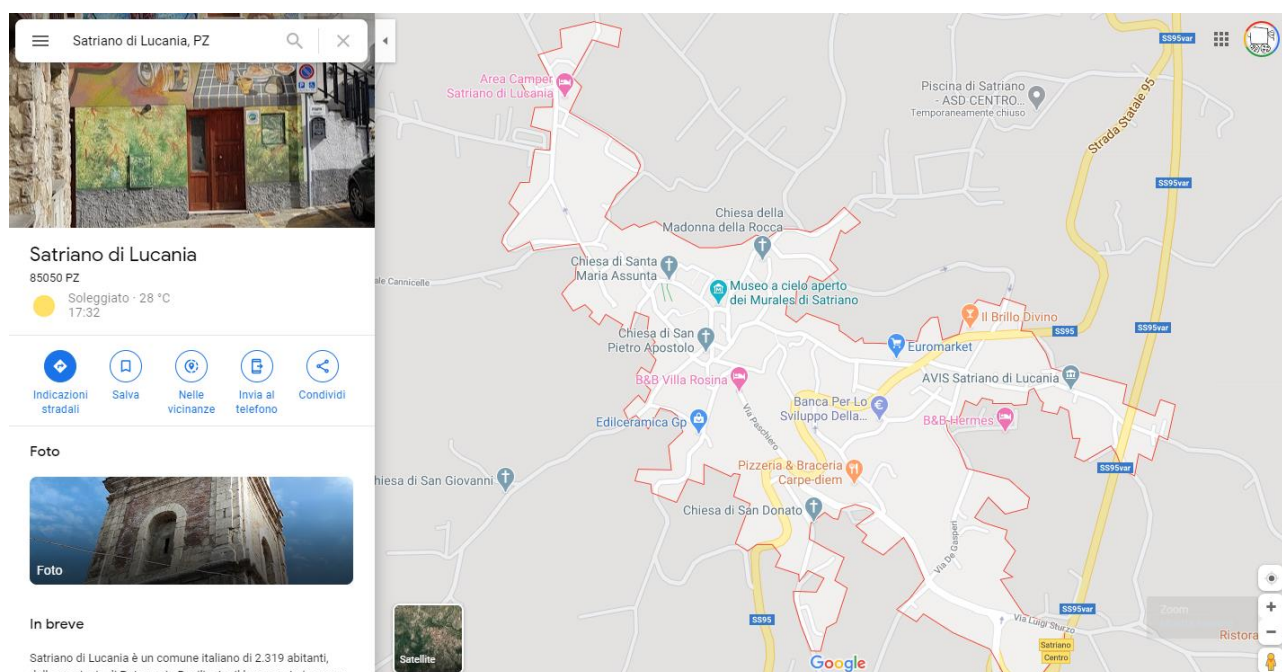 Satriano di Lucania, PZ
Satriano di Lucania
85050 PZ
Soleggiato · 28 °C
17:32
Indicazioni
stradali
Salva
Nelle
vicinanze
Invia al
telefono
Condividi
Foto
Foto
In breve
Satriano di Lucania è un comune italiano di 2.319 abitanti,
Area Camper
Satriano di Lucania
Piscina di Satriano
- ASD CENTRO...
Temporaneamente chiuso
SS95var
Strada Statale 95
SS95var
Chiesa della
Madonna della Rocca
Chiesa di Santa
Maria Assunta
ale Cannicelle
Museo a cielo aperto
dei Murales di Satriano
Il Brillo Divino
SS95
SS95var
Chiesa di San
Pietro Apostolo
Euromarket
B&B Villa Rosina
AVIS Satriano di Lucania
Banca Per Lo
Sviluppo Della...
B&B Hermes
Edilceramica Gp
Via Paschiero
Pizzeria & Braceria
Carpe-diem
SS95var
hiesa di San Giovanni
Chiesa di San Donato
Via De Gasperi
SS95
SS95var
Zoom
Via Luigi Sturzo
Ristora
Satriano
Centro
Satellite
Google